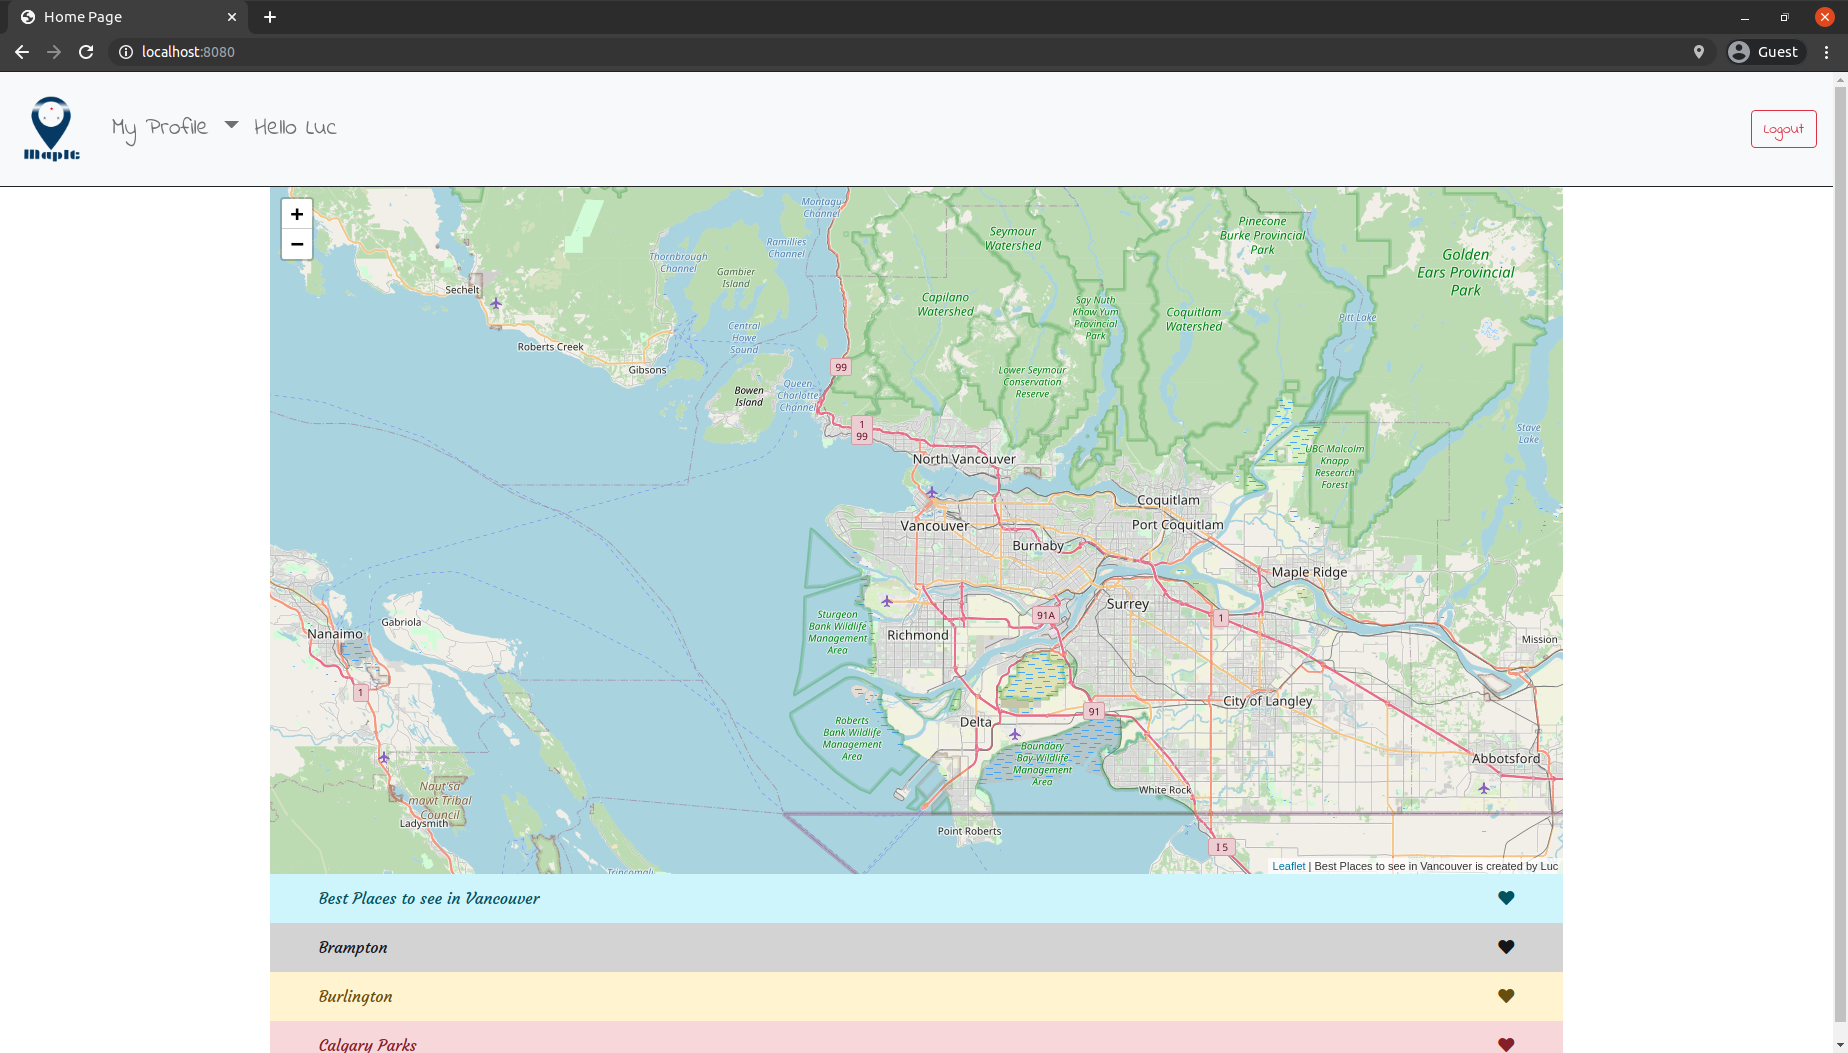 Home Page
localhost:8080
Guest
MapIt
My Profile
Hello Luc
Logout
+
−
Montagu
Channel
Ramillies
Channel
Thornbrough
Channel
Gambier
Island
Sechelt
Central
Howe
Sound
Roberts Creek
Gibsons
Bowen
Island
Queen
Charlotte
Channel
99
1
99
Seymour
Watershed
Capilano
Watershed
Say Nuth
Khaw Yum
Provincial
Park
Coquitlam
Watershed
Lower Seymour
Conservation
Reserve
Pinecone
Burke Provincial
Park
Golden
Ears Provincial
Park
Pitt Lake
Stave
Lake
UBC Malcolm
Knapp
Research
Forest
North Vancouver
Coquitlam
Port Coquitlam
Vancouver
Burnaby
Maple Ridge
Surrey
91A
1
Richmond
Mission
Sturgeon
Bank Wildlife
Management
Area
Gabriola
Nanaimo
1
City of Langley
91
Delta
Roberts
Bank Wildlife
Management
Area
Boundary
Bay Wildlife
Management
Area
Abbotsford
White Rock
Naut'sa
mawt Tribal
Council
Ladysmith
Point Roberts
I 5
Trincomali
Leaflet | Best Places to see in Vancouver is created by Luc
Best Places to see in Vancouver
Brampton
Burlington
Calgary Parks